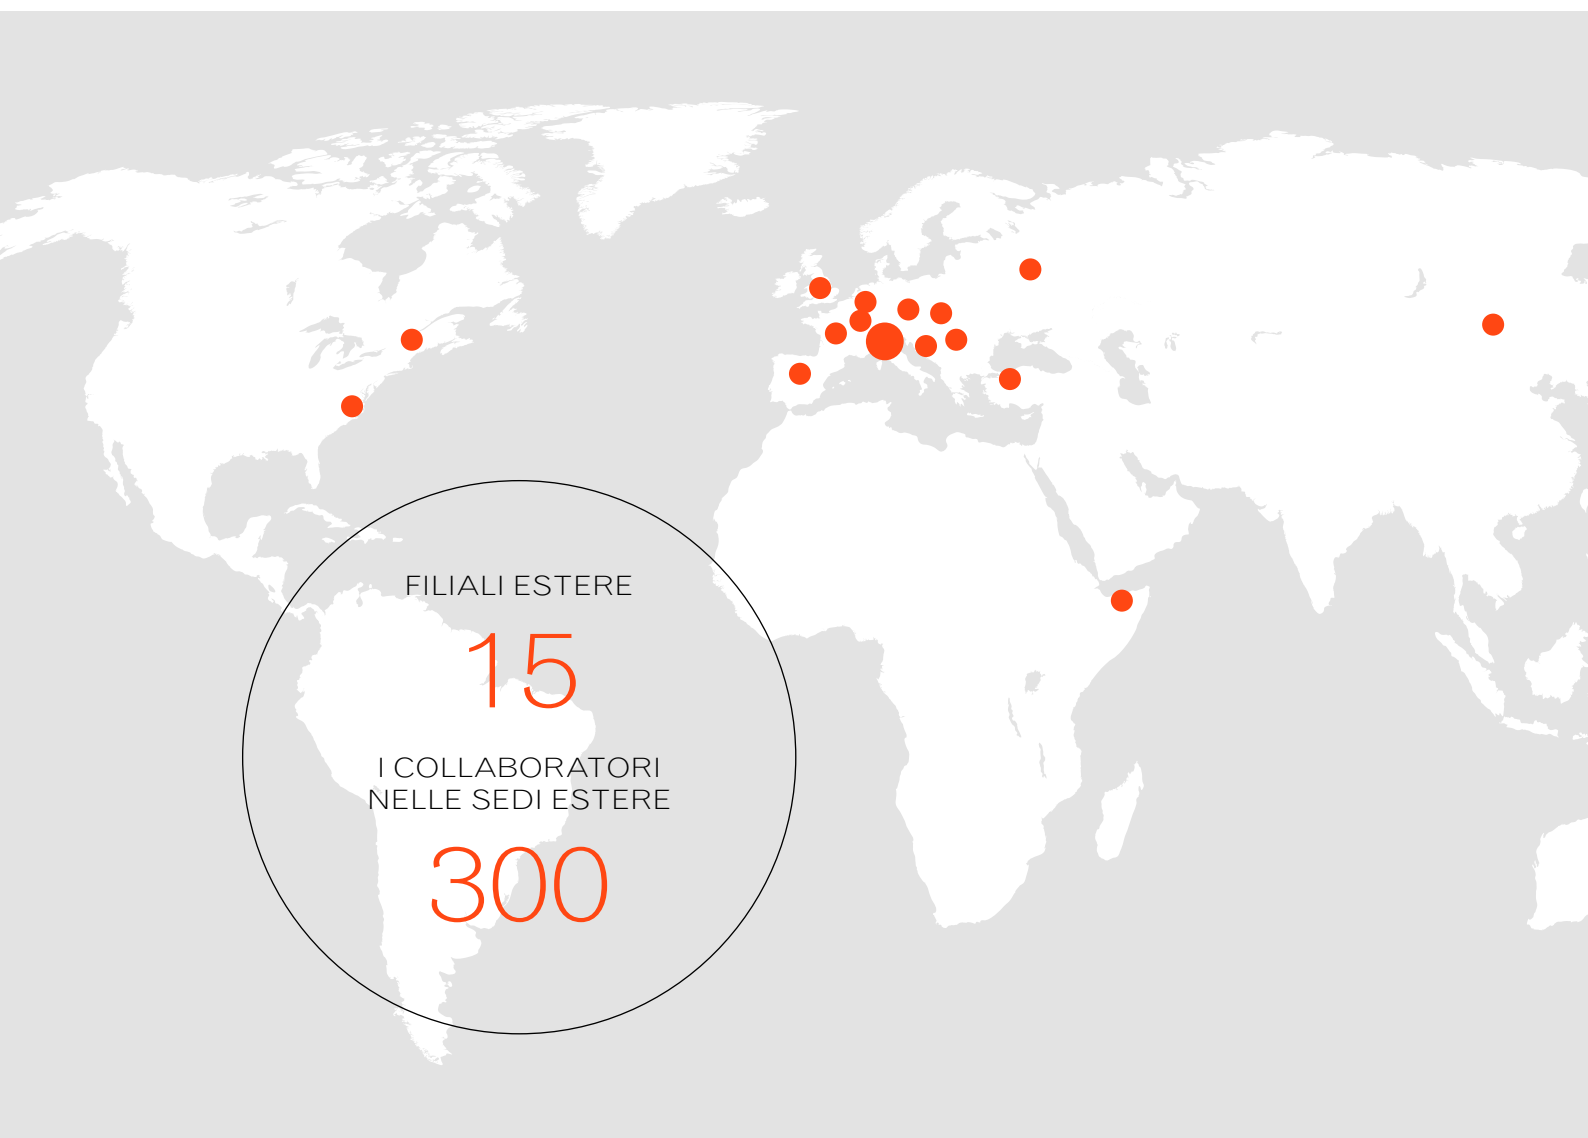 FILIALI ESTERE
15
I COLLABORATORI
NELLE SEDI ESTERE
300